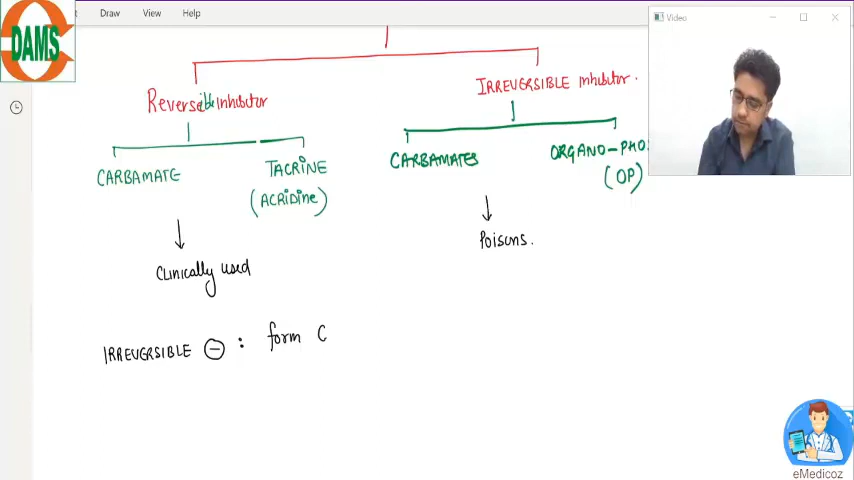 Draw View Help
DAMS
Video
Reversible Inhibitor
IRREVERSIBLE Inhibitor.
CARBAMATE
TACRINE
(ACRIDINE)
CARBAMATES
ORGANO-PHO
(OP)
Clinically used
Poisons.
IRREVERSIBLE ⊖ : form C
eMedicoz